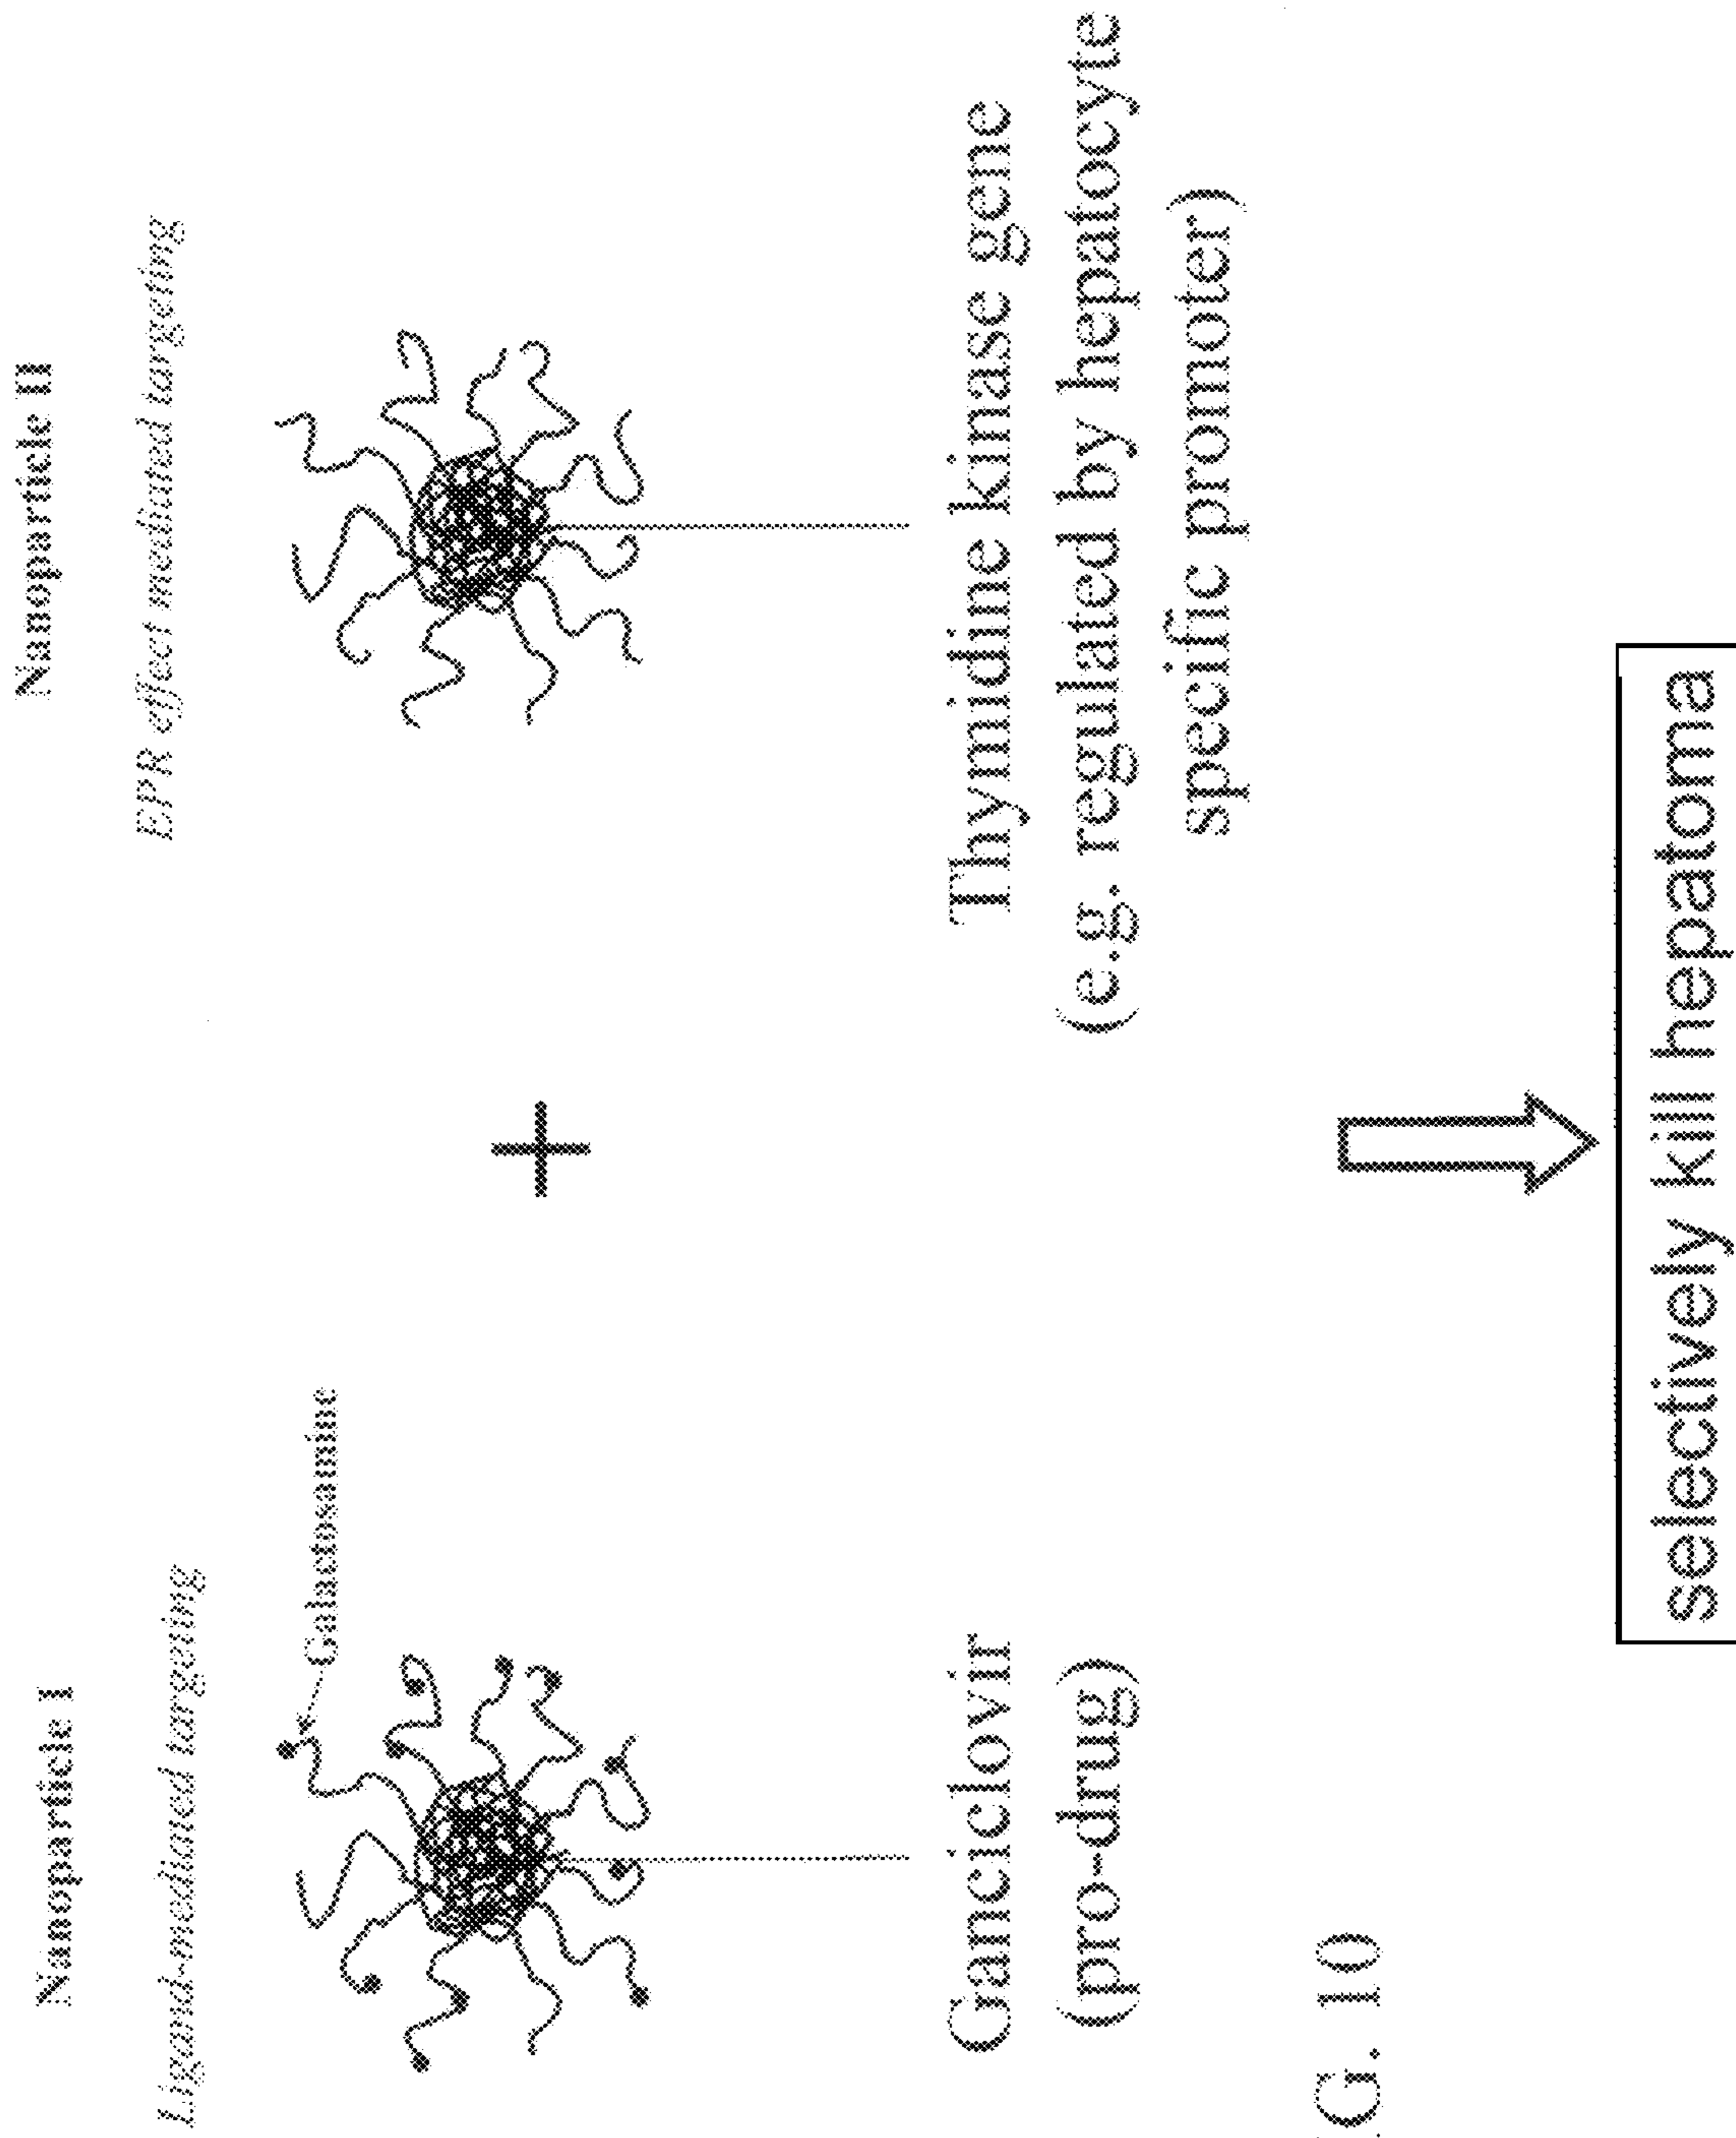 Nanoparticle I
Ligand-mediated targeting
Galactosamine
Ganciclovir
(pro-drug)
Nanoparticle II
EPR effect mediated targeting
Thymidine kinase gene
(e.g. regulated by hepatocyte
specific promoter)
selectively kill hepatoma
G. 10